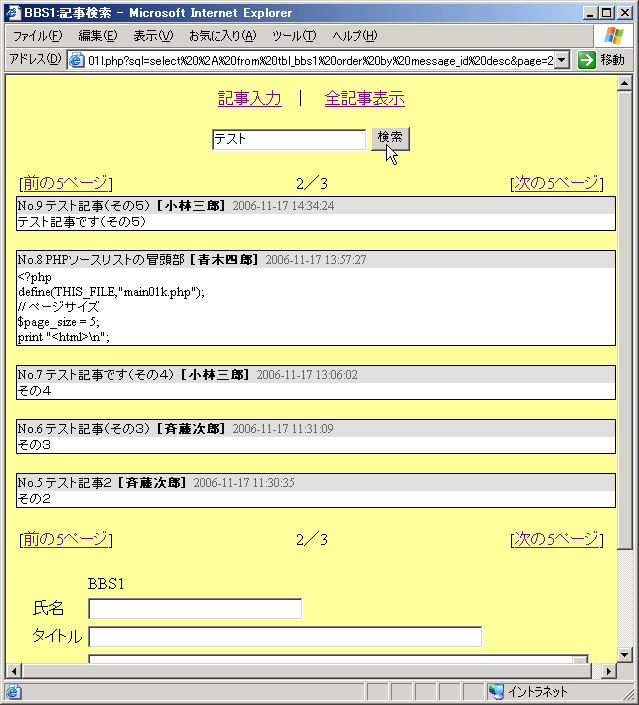 BBS1:記事検索 - Microsoft Internet Explorer
ファイル(F) 編集(E) 表示(V) お気に入り(A) ツール(T) ヘルプ(H)
アドレス(D) 01l.php?sql=select%20%2A%20from%20tbl_bbs1%20order%20by%20message_id%20desc&page=2 移動
記事入力 | 全記事表示
テスト 検索
[前の5ページ] 2/3 [次の5ページ]
No.9 テスト記事(その5) [小林三郎] 2006-11-17 14:34:24
テスト記事です(その5)
No.8 PHPソースリストの冒頭部 [青木四郎] 2006-11-17 13:57:27
<?php
define(THIS_FILE,"main01k.php");
// ページサイズ
$page_size = 5;
print "<html>\n";
No.7 テスト記事です(その4) [小林三郎] 2006-11-17 13:06:02
その4
No.6 テスト記事(その3) [斉藤次郎] 2006-11-17 11:31:09
その3
No.5 テスト記事2 [斉藤次郎] 2006-11-17 11:30:35
その2
[前の5ページ] 2/3 [次の5ページ]
BBS1
氏名
タイトル
イントラネット